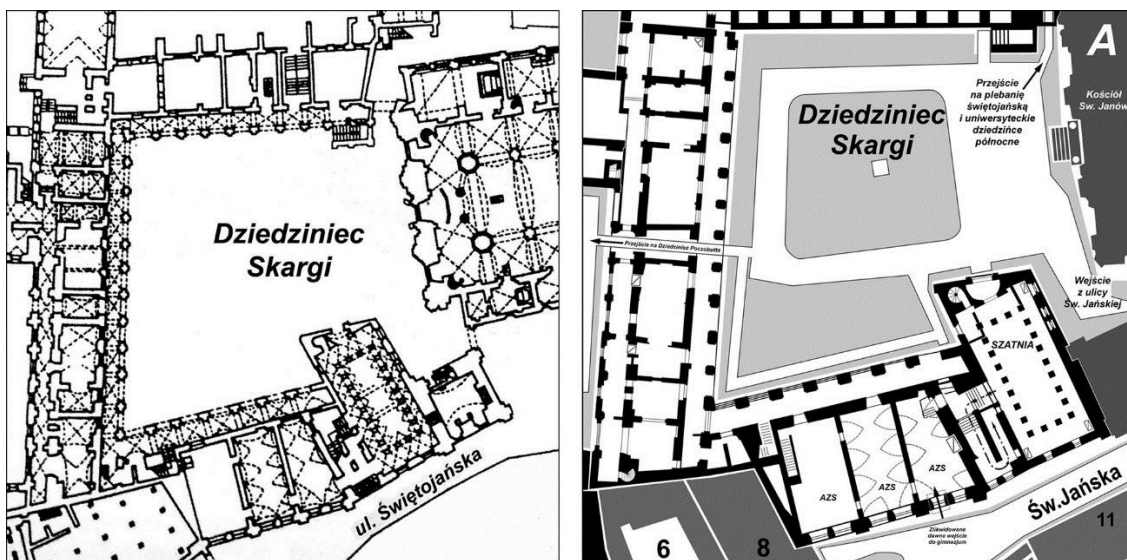 Dziedziniec
Skargi
ul. Świętojańska
A
Dziedziniec
Skargi
Przejście
na plebanię
świętojańską
i uniwersyteckie
dziedzińce
północne
Kościół
Św. Janów
Przejście na Dziedziniec Poczobutta
Wejście
z ulicy
Św. Jańskiej
SZATNIA
AZS
AZS
AZS
Zlikwidowane
dawne wejście
do gimnazjum
Św.Jańska
6
8
11